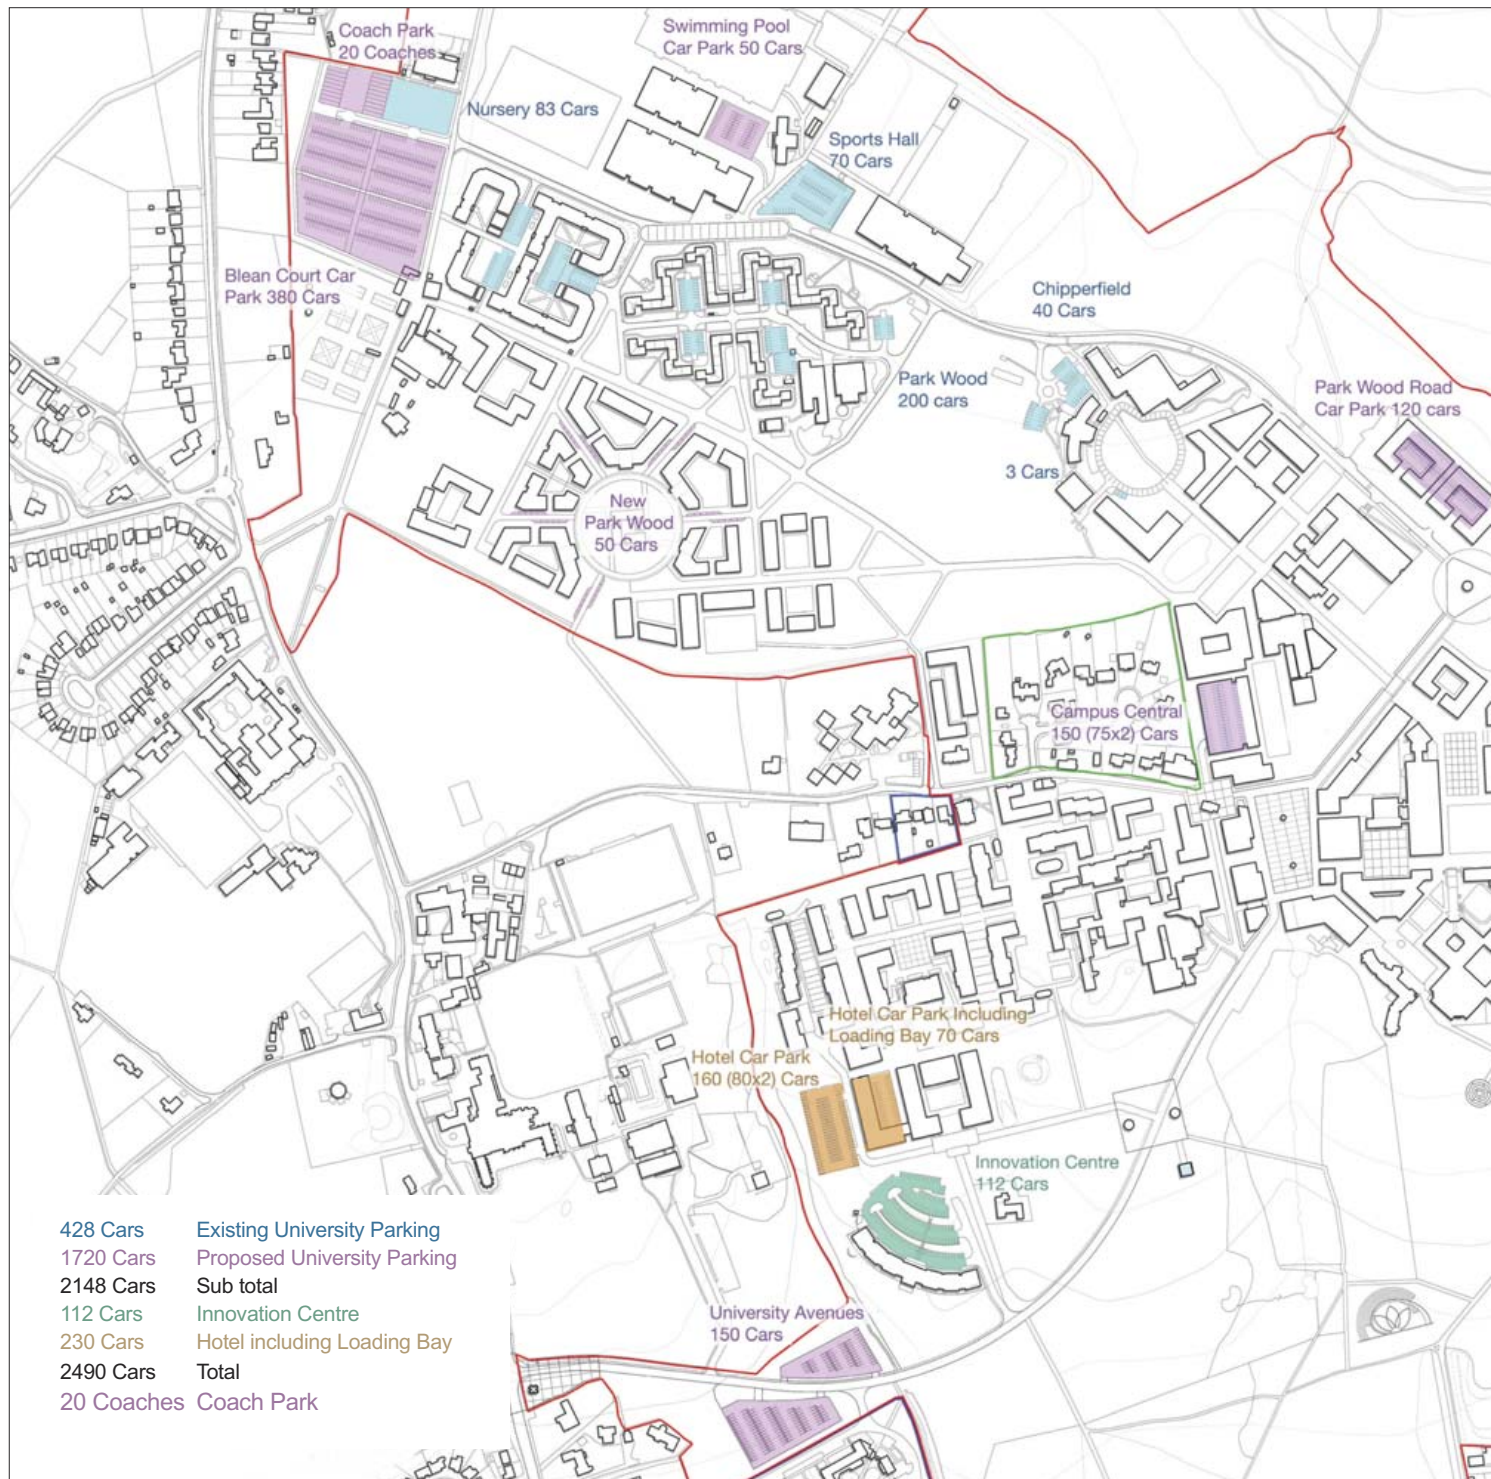 Coach Park
20 Coaches
Swimming Pool
Car Park 50 Cars
Nursery 83 Cars
Sports Hall
70 Cars
Blean Court Car
Park 380 Cars
Chipperfield
40 Cars
Park Wood
200 cars
Park Wood Road
Car Park 120 cars
3 Cars
New
Park Wood
50 Cars
Campus Central
150 (75x2) Cars
Hotel Car Park Including
Loading Bay 70 Cars
Hotel Car Park
160 (80x2) Cars
Innovation Centre
112 Cars
University Avenues
150 Cars
428 Cars Existing University Parking
1720 Cars Proposed University Parking
2148 Cars Sub total
112 Cars Innovation Centre
230 Cars Hotel including Loading Bay
2490 Cars Total
20 Coaches Coach Park